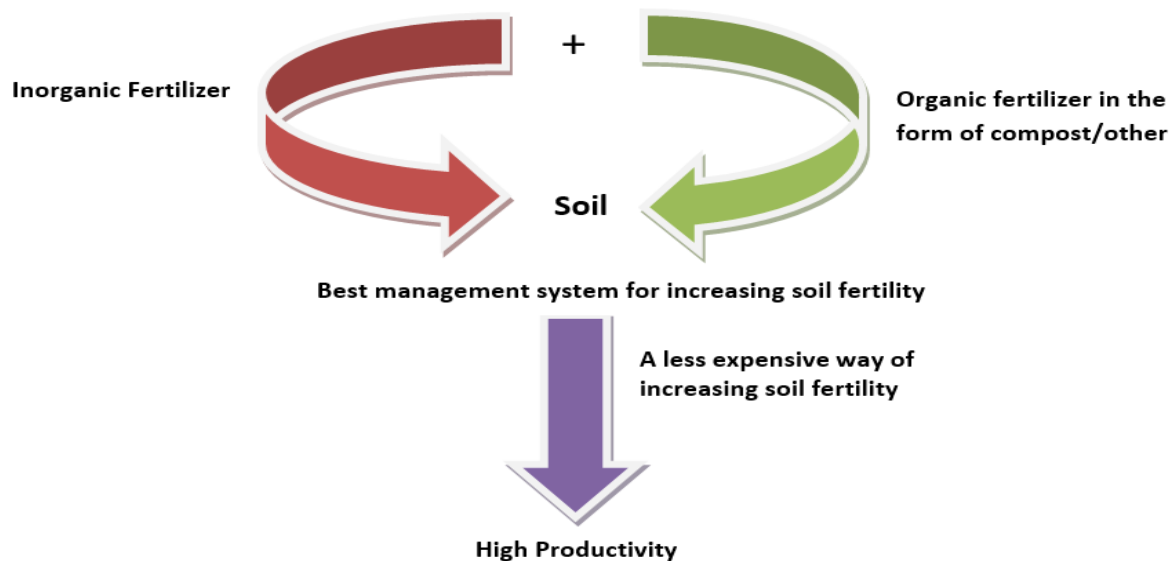 +
Inorganic Fertilizer
Organic fertilizer in the
form of compost/other
Soil
Best management system for increasing soil fertility
A less expensive way of
increasing soil fertility
High Productivity